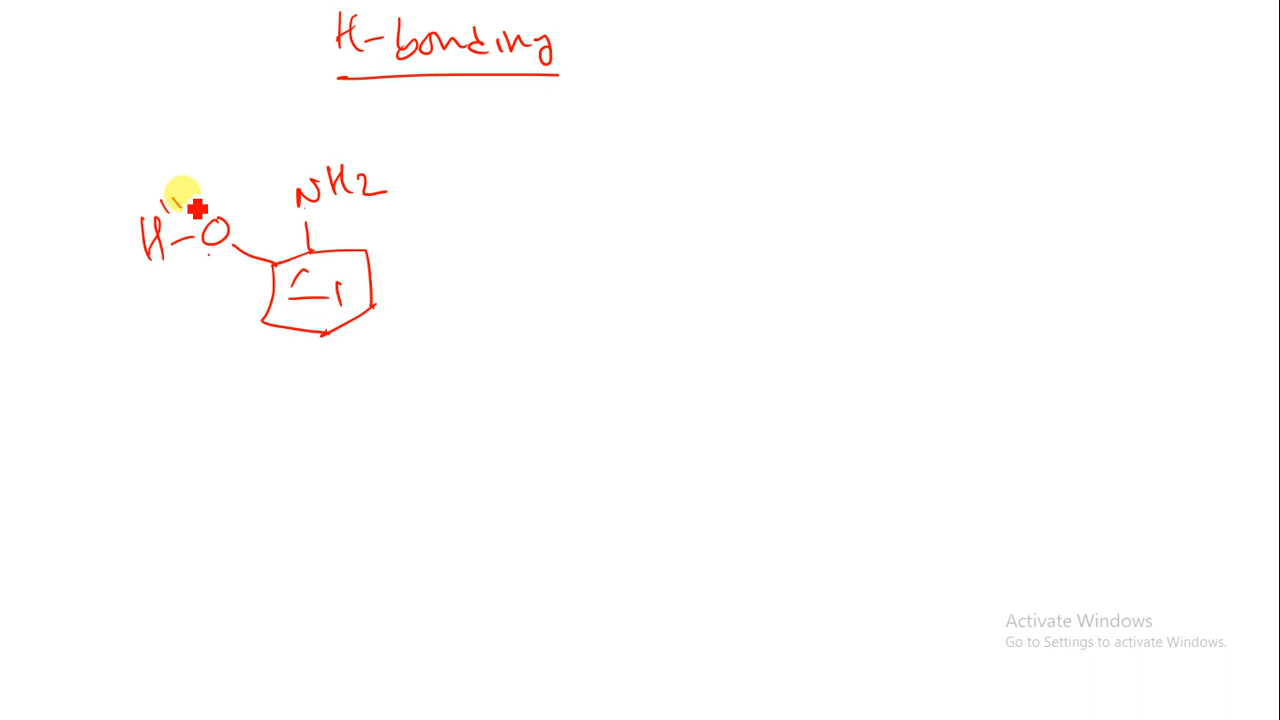 H-bonding
NH2
H-O
Activate Windows
Go to Settings to activate Windows.